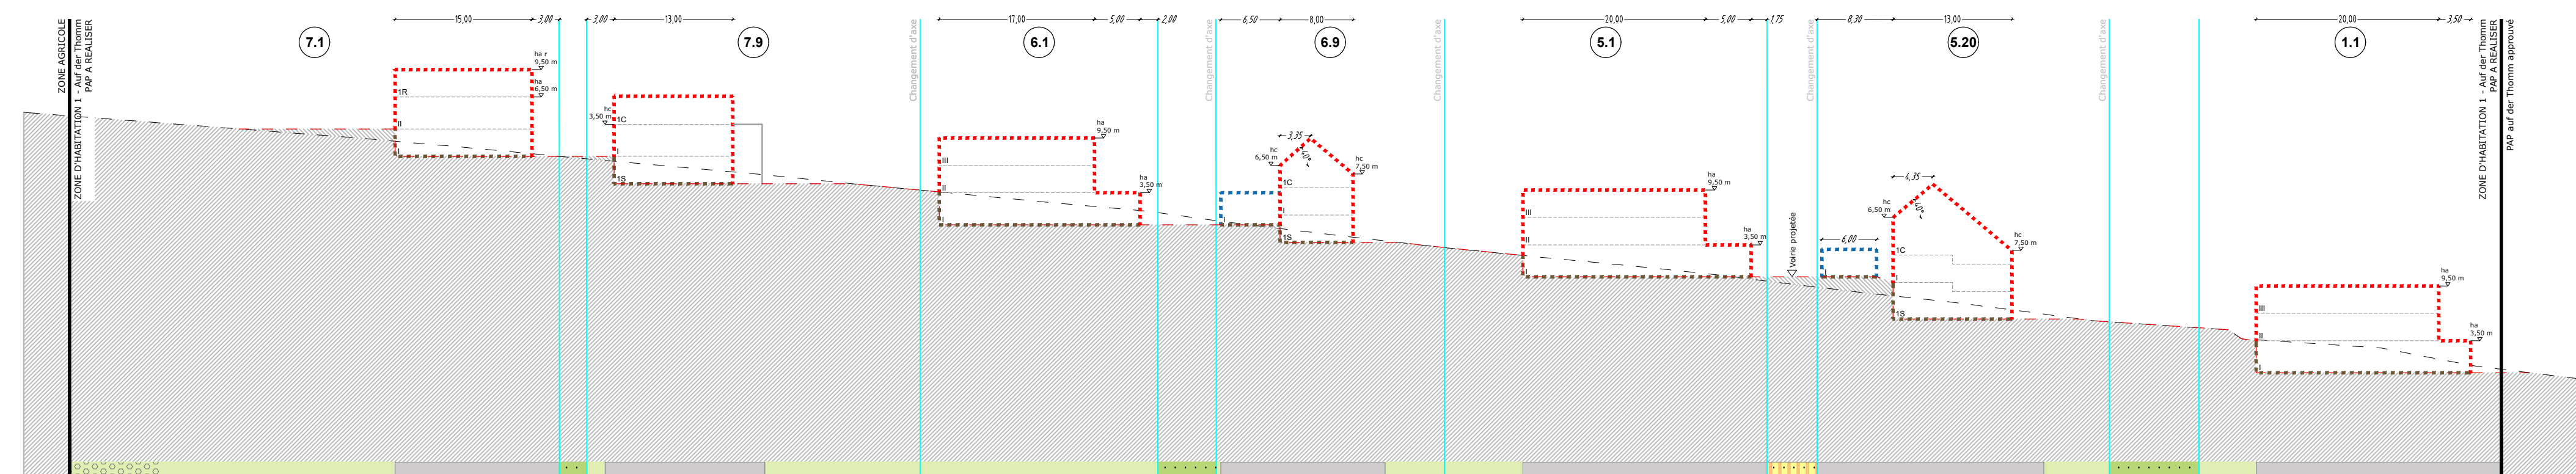 ZONE AGRICOLE
ZONE D'HABITATION 1 - Auf der Thomm
PAP A REALISER
7.1
15,00
3,00
3,00
13,00
ha r
9,50 m
ha
6,50 m
1R
II
I
7.9
hc
3,50 m
1C
I
1S
Changement d'axe
17,00
5,00
2,00
6.1
ha
9,50 m
ha
3,50 m
III
II
I
Changement d'axe
6,50
8,00
6.9
3,35
40°
hc
6,50 m
hc
7,50 m
1C
I
I
1S
Changement d'axe
20,00
5,00
1,75
5.1
ha
9,50 m
ha
3,50 m
III
II
I
Voirie projetée
Changement d'axe
8,30
13,00
5.20
4,35
40°
6,00
hc
6,50 m
hc
7,50 m
1C
I
I
1S
Changement d'axe
20,00
3,50
1.1
ha
9,50 m
ha
3,50 m
III
II
I
ZONE D'HABITATION 1 - Auf der Thomm
PAP A REALISER
PAP auf der Thomm approuvé